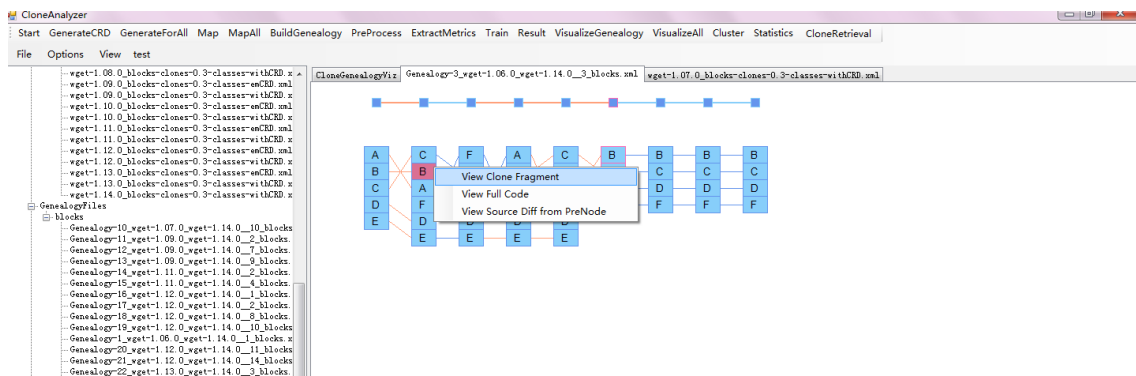 CloneAnalyzer
Start GenerateCRD GenerateForAll Map MapAll BuildGenealogy PreProcess ExtractMetrics Train Result VisualizeGenealogy VisualizeAll Cluster Statistics CloneRetrieval
File Options View test
wget-1.08.0_blocks-clones-0.3-classes-withCRD.x
wget-1.09.0_blocks-clones-0.3-classes-emCRD.xml
wget-1.09.0_blocks-clones-0.3-classes-withCRD.x
wget-1.10.0_blocks-clones-0.3-classes-emCRD.xml
wget-1.10.0_blocks-clones-0.3-classes-withCRD.x
wget-1.11.0_blocks-clones-0.3-classes-emCRD.xml
wget-1.11.0_blocks-clones-0.3-classes-withCRD.x
wget-1.12.0_blocks-clones-0.3-classes-emCRD.xml
wget-1.12.0_blocks-clones-0.3-classes-withCRD.x
wget-1.13.0_blocks-clones-0.3-classes-emCRD.xml
wget-1.13.0_blocks-clones-0.3-classes-withCRD.x
wget-1.14.0_blocks-clones-0.3-classes-withCRD.x
GenealogyFiles
blocks
Genealogy-10_wget-1.07.0_wget-1.14.0__10_blocks
Genealogy-11_wget-1.09.0_wget-1.14.0__2_blocks.
Genealogy-12_wget-1.09.0_wget-1.14.0__7_blocks.
Genealogy-13_wget-1.09.0_wget-1.14.0__9_blocks.
Genealogy-14_wget-1.11.0_wget-1.14.0__2_blocks.
Genealogy-15_wget-1.11.0_wget-1.14.0__4_blocks.
Genealogy-16_wget-1.12.0_wget-1.14.0__1_blocks.
Genealogy-17_wget-1.12.0_wget-1.14.0__2_blocks.
Genealogy-18_wget-1.12.0_wget-1.14.0__8_blocks.
Genealogy-19_wget-1.12.0_wget-1.14.0__10_blocks
Genealogy-1_wget-1.06.0_wget-1.14.0__1_blocks.x
Genealogy-20_wget-1.12.0_wget-1.14.0__11_blocks
Genealogy-21_wget-1.12.0_wget-1.14.0__14_blocks
Genealogy-22_wget-1.13.0_wget-1.14.0__3_blocks.
CloneGenealogyViz Genealogy-3_wget-1.06.0_wget-1.14.0__3_blocks.xml wget-1.07.0_blocks-clones-0.3-classes-withCRD.xml
A C F A C B B B B
B B C C C
C A D D D
D F F F F
E D D D D
E E E E
View Clone Fragment
View Full Code
View Source Diff from PreNode